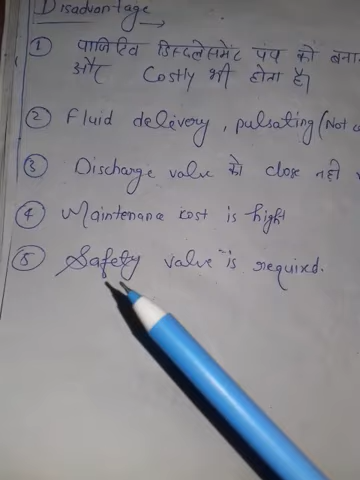 Disadvantage
① पाजिटिव डिस्प्लेसमेंट पंप को बना
और Costly भी होता है।
② Fluid delivery, pulsating (Not
③ Discharge valve को close नही
④ Maintenana cost is high
⑤ Safety valve is required.